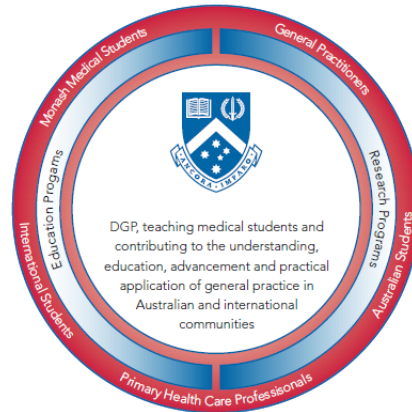 Monash Medical Students
General Practitioners
Education Progams
Research Programs
International Students
Australian Students
Primary Health Care Professionals
ANCORA IMPARO
DGP, teaching medical students and
contributing to the understanding,
education, advancement and practical
application of general practice in
Australian and international
communities